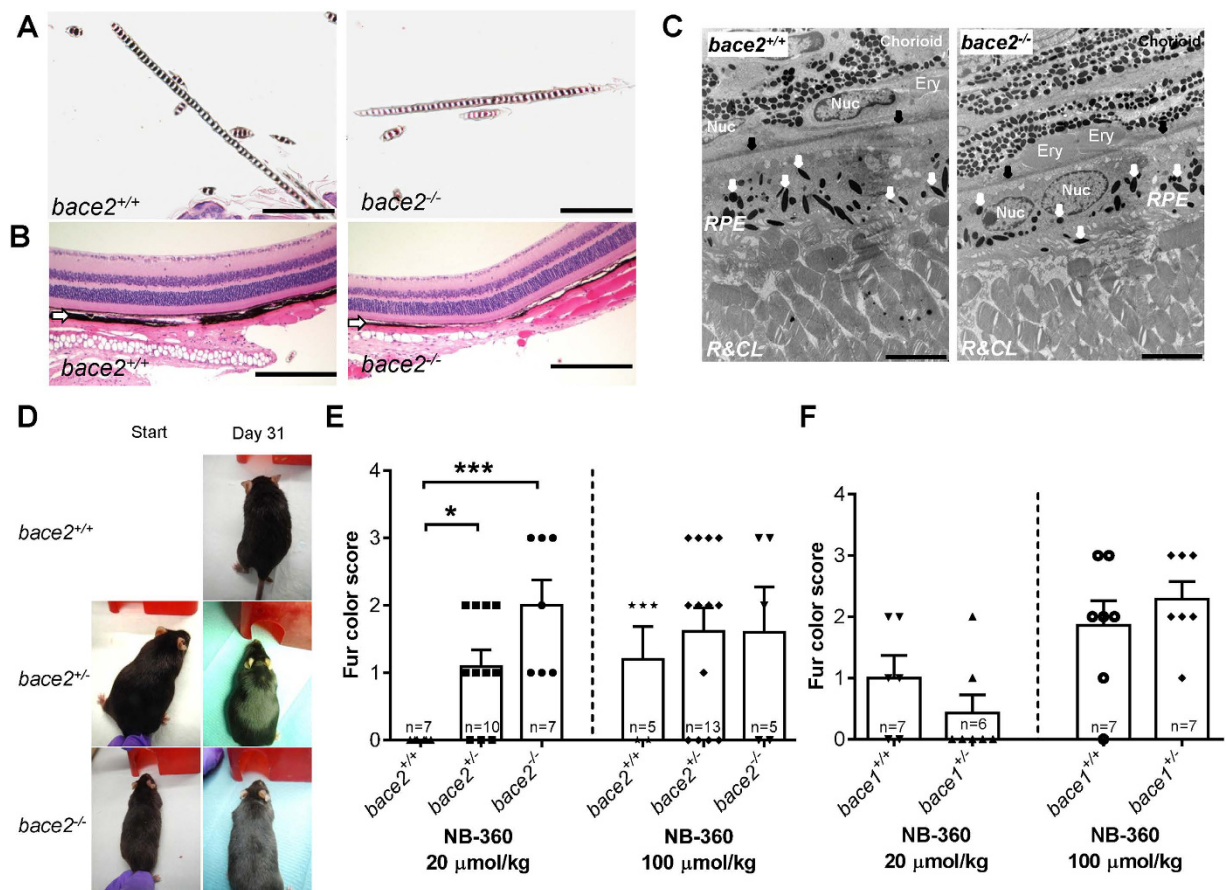 A
bace2+/+
bace2-/-
B
bace2+/+
bace2-/-
C
bace2+/+
Chorioid
Ery
Nuc
Nuc
RPE
R&CL
bace2-/-
Chorioid
Ery
Ery
Nuc
Nuc
RPE
R&CL
D
Start
Day 31
bace2+/+
bace2+/-
bace2-/-
E
Fur color score
4
3
2
1
0
***
*
n=7
n=10
n=7
n=5
n=13
n=5
bace2+/+
bace2+/-
bace2-/-
bace2+/+
bace2+/-
bace2-/-
NB-360
20 μmol/kg
NB-360
100 μmol/kg
F
Fur color score
4
3
2
1
0
n=7
n=6
n=7
n=7
bace1+/+
bace1+/-
bace1+/+
bace1+/-
NB-360
20 μmol/kg
NB-360
100 μmol/kg